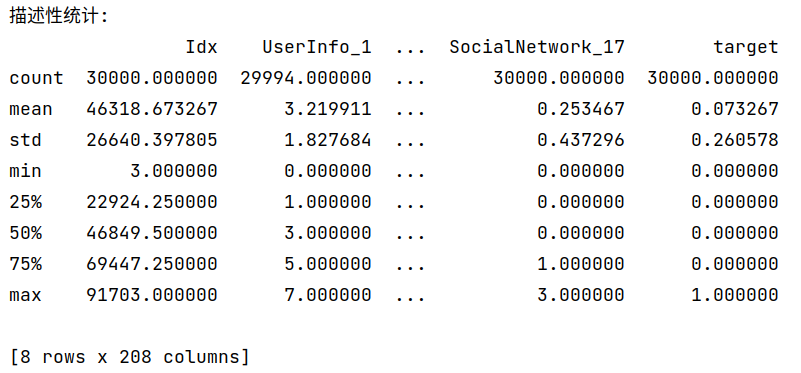 描述性统计:
Idx UserInfo_1 ... SocialNetwork_17 target
count 30000.000000 29994.000000 ... 30000.000000 30000.000000
mean 46318.673267 3.219911 ... 0.253467 0.073267
std 26640.397805 1.827684 ... 0.437296 0.260578
min 3.000000 0.000000 ... 0.000000 0.000000
25% 22924.250000 1.000000 ... 0.000000 0.000000
50% 46849.500000 3.000000 ... 0.000000 0.000000
75% 69447.250000 5.000000 ... 1.000000 0.000000
max 91703.000000 7.000000 ... 3.000000 1.000000
[8 rows x 208 columns]